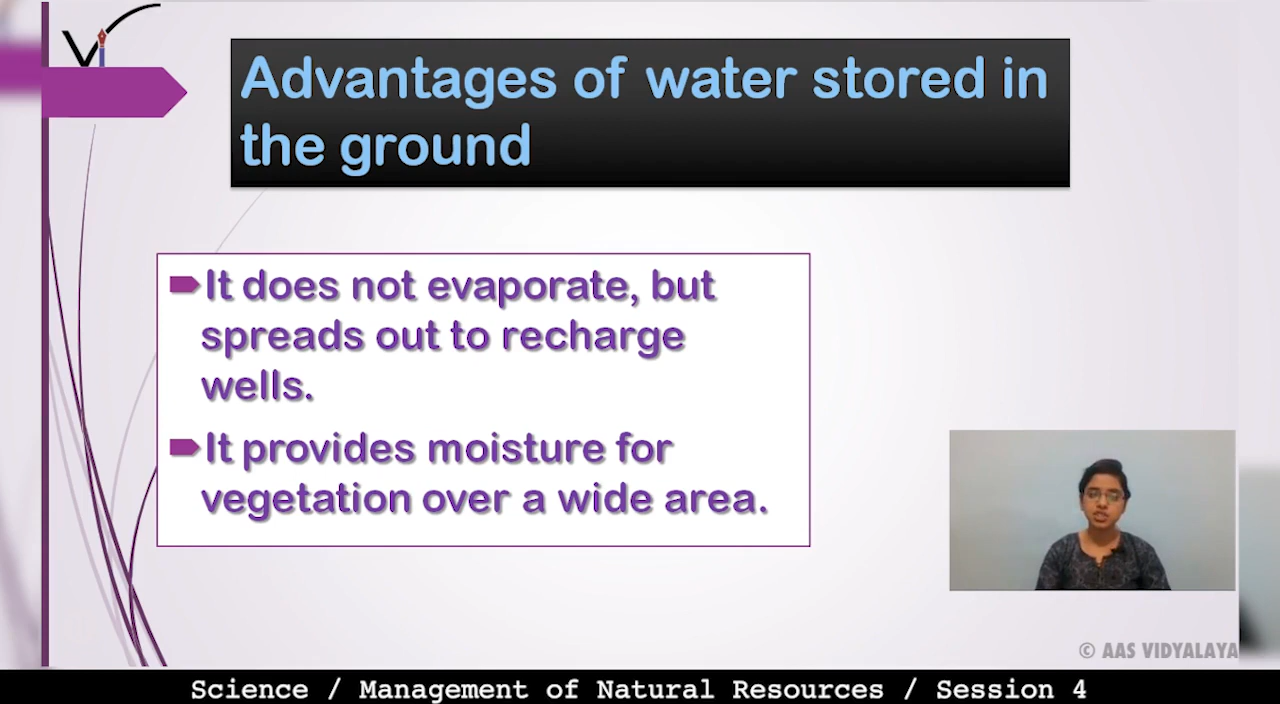 Vi
Advantages of water stored in
the ground
It does not evaporate, but
spreads out to recharge
wells.
It provides moisture for
vegetation over a wide area.
© AAS VIDYALAYA
Science / Management of Natural Resources / Session 4